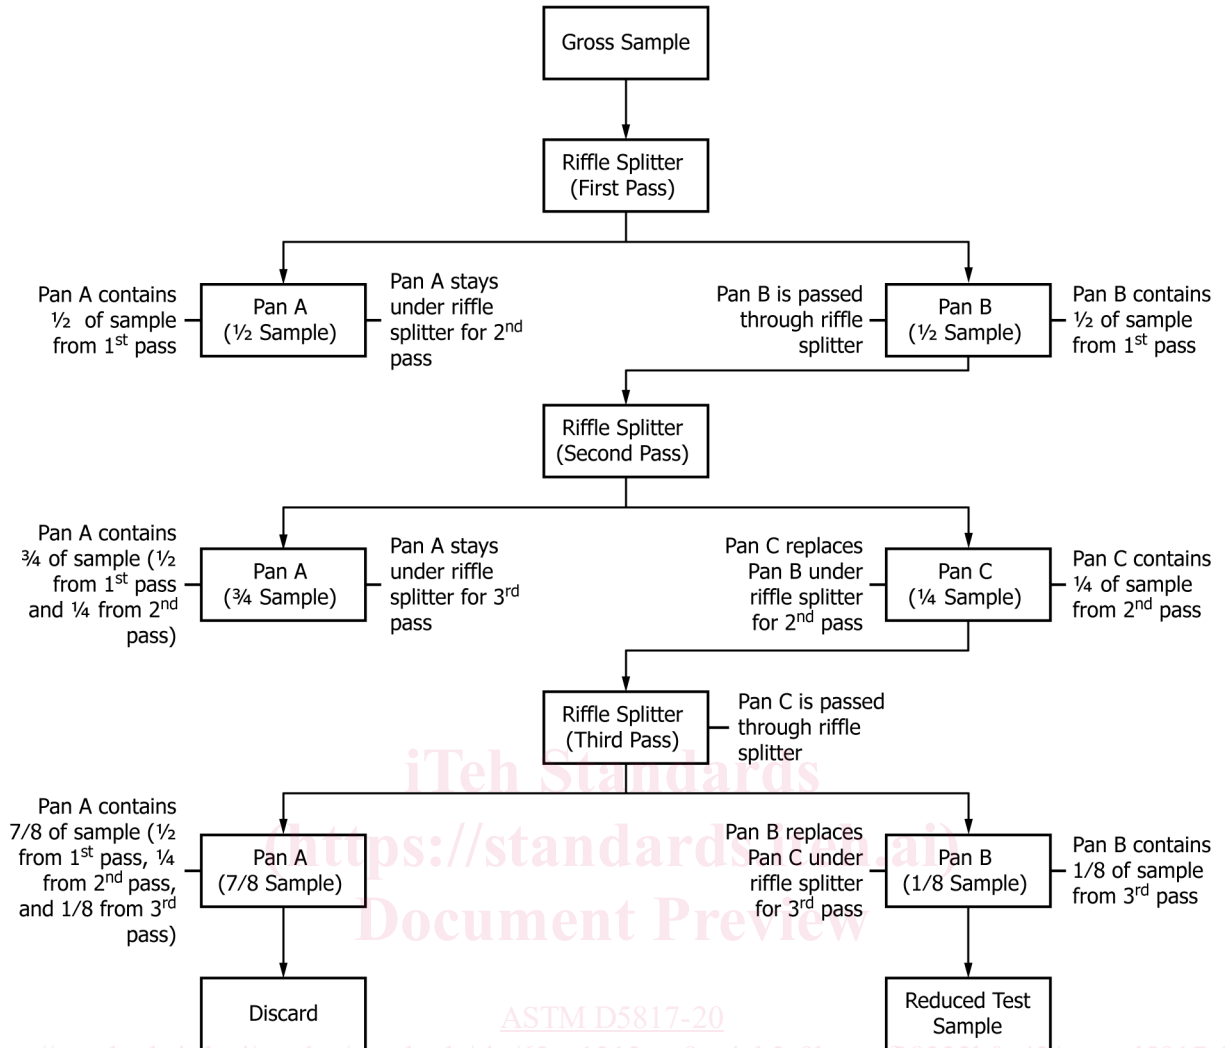 Gross Sample
Riffle Splitter
(First Pass)
Pan A contains
½ of sample
from 1st pass
Pan A
(½ Sample)
Pan A stays
under riffle
splitter for 2nd
pass
Pan B is passed
through riffle
splitter
Pan B
(½ Sample)
Pan B contains
½ of sample
from 1st pass
Riffle Splitter
(Second Pass)
Pan A contains
¾ of sample (½
from 1st pass
and ¼ from 2nd
pass)
Pan A
(¾ Sample)
Pan A stays
under riffle
splitter for 3rd
pass
Pan C replaces
Pan B under
riffle splitter
for 2nd pass
Pan C
(¼ Sample)
Pan C contains
¼ of sample
from 2nd pass
Riffle Splitter
(Third Pass)
Pan C is passed
through riffle
splitter
iTeh Standards
(https://standards.iteh.ai)
Document Preview
Pan A contains
7/8 of sample (½
from 1st pass, ¼
from 2nd pass,
and 1/8 from 3rd
pass)
Pan A
(7/8 Sample)
Pan B replaces
Pan C under
riffle splitter
for 3rd pass
Pan B
(1/8 Sample)
Pan B contains
1/8 of sample
from 3rd pass
Discard
Reduced Test
Sample
ASTM D5817-20